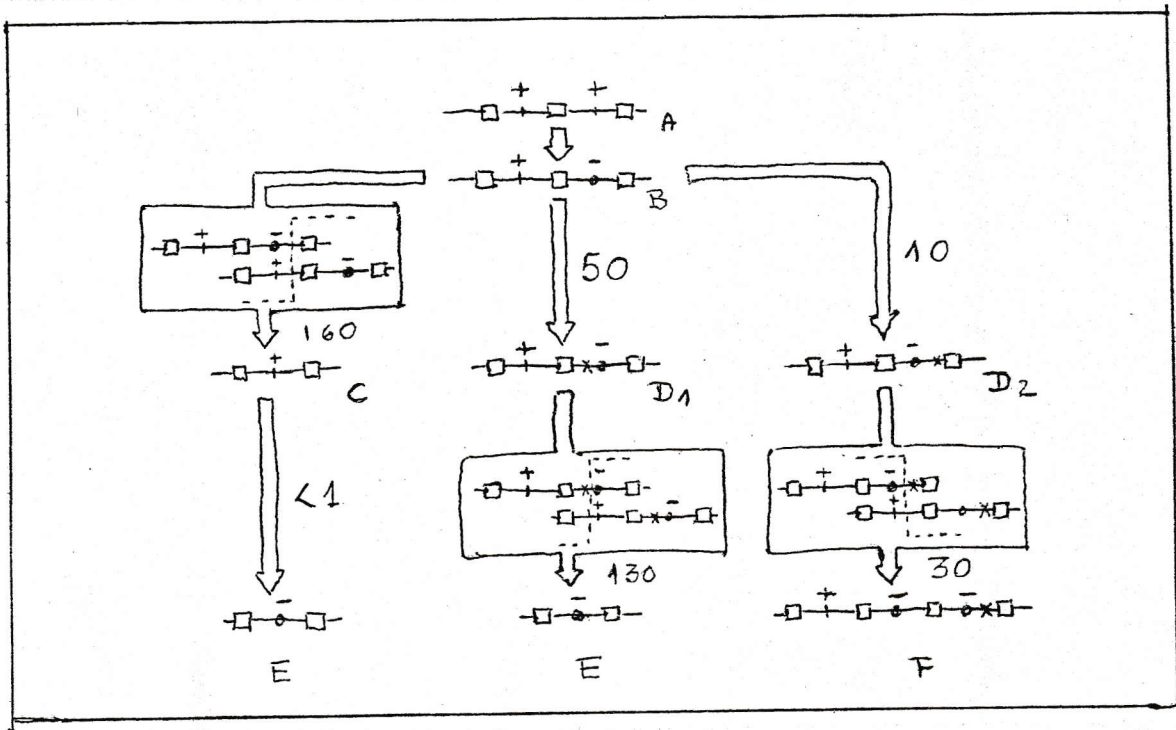 + +
A
+ -
B
+ -
+ -
50
10
160
+
C
+ -
D1
+ -
D2
<1
+ -
+ -
+ -
+ -
130
30
-
-
+ - -
E
E
F